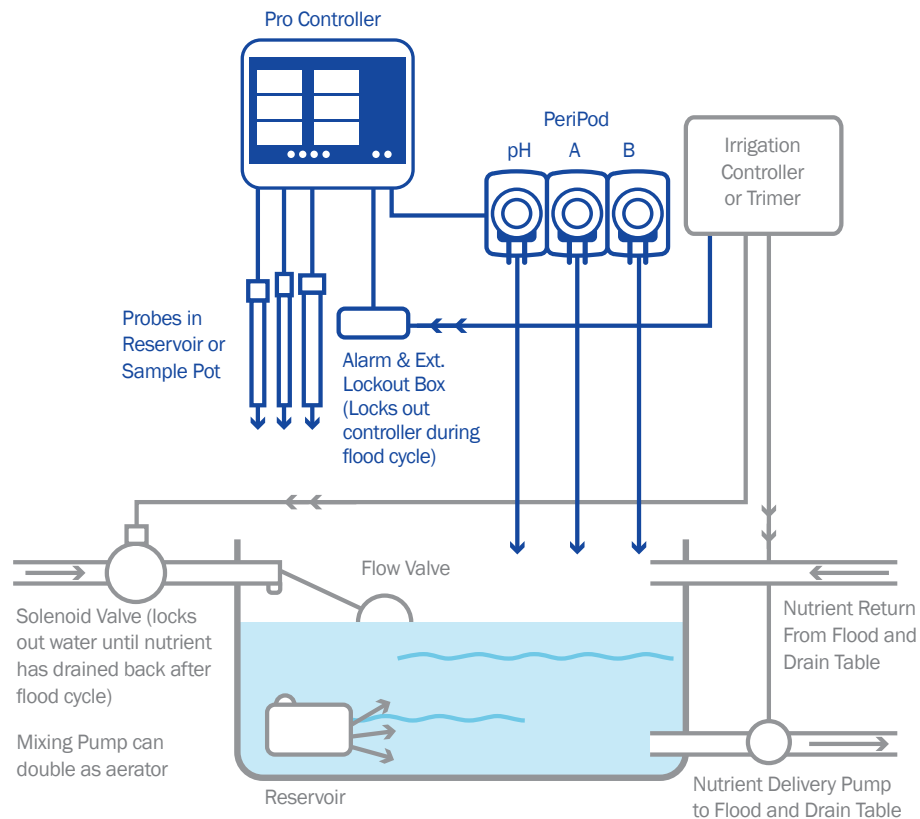 Pro Controller
PeriPod
pH
A
B
Irrigation
Controller
or Trimer
Probes in
Reservoir or
Sample Pot
Alarm & Ext.
Lockout Box
(Locks out
controller during
flood cycle)
Flow Valve
Solenoid Valve (locks
out water until nutrient
has drained back after
flood cycle)
Nutrient Return
From Flood and
Drain Table
Mixing Pump can
double as aerator
Reservoir
Nutrient Delivery Pump
to Flood and Drain Table